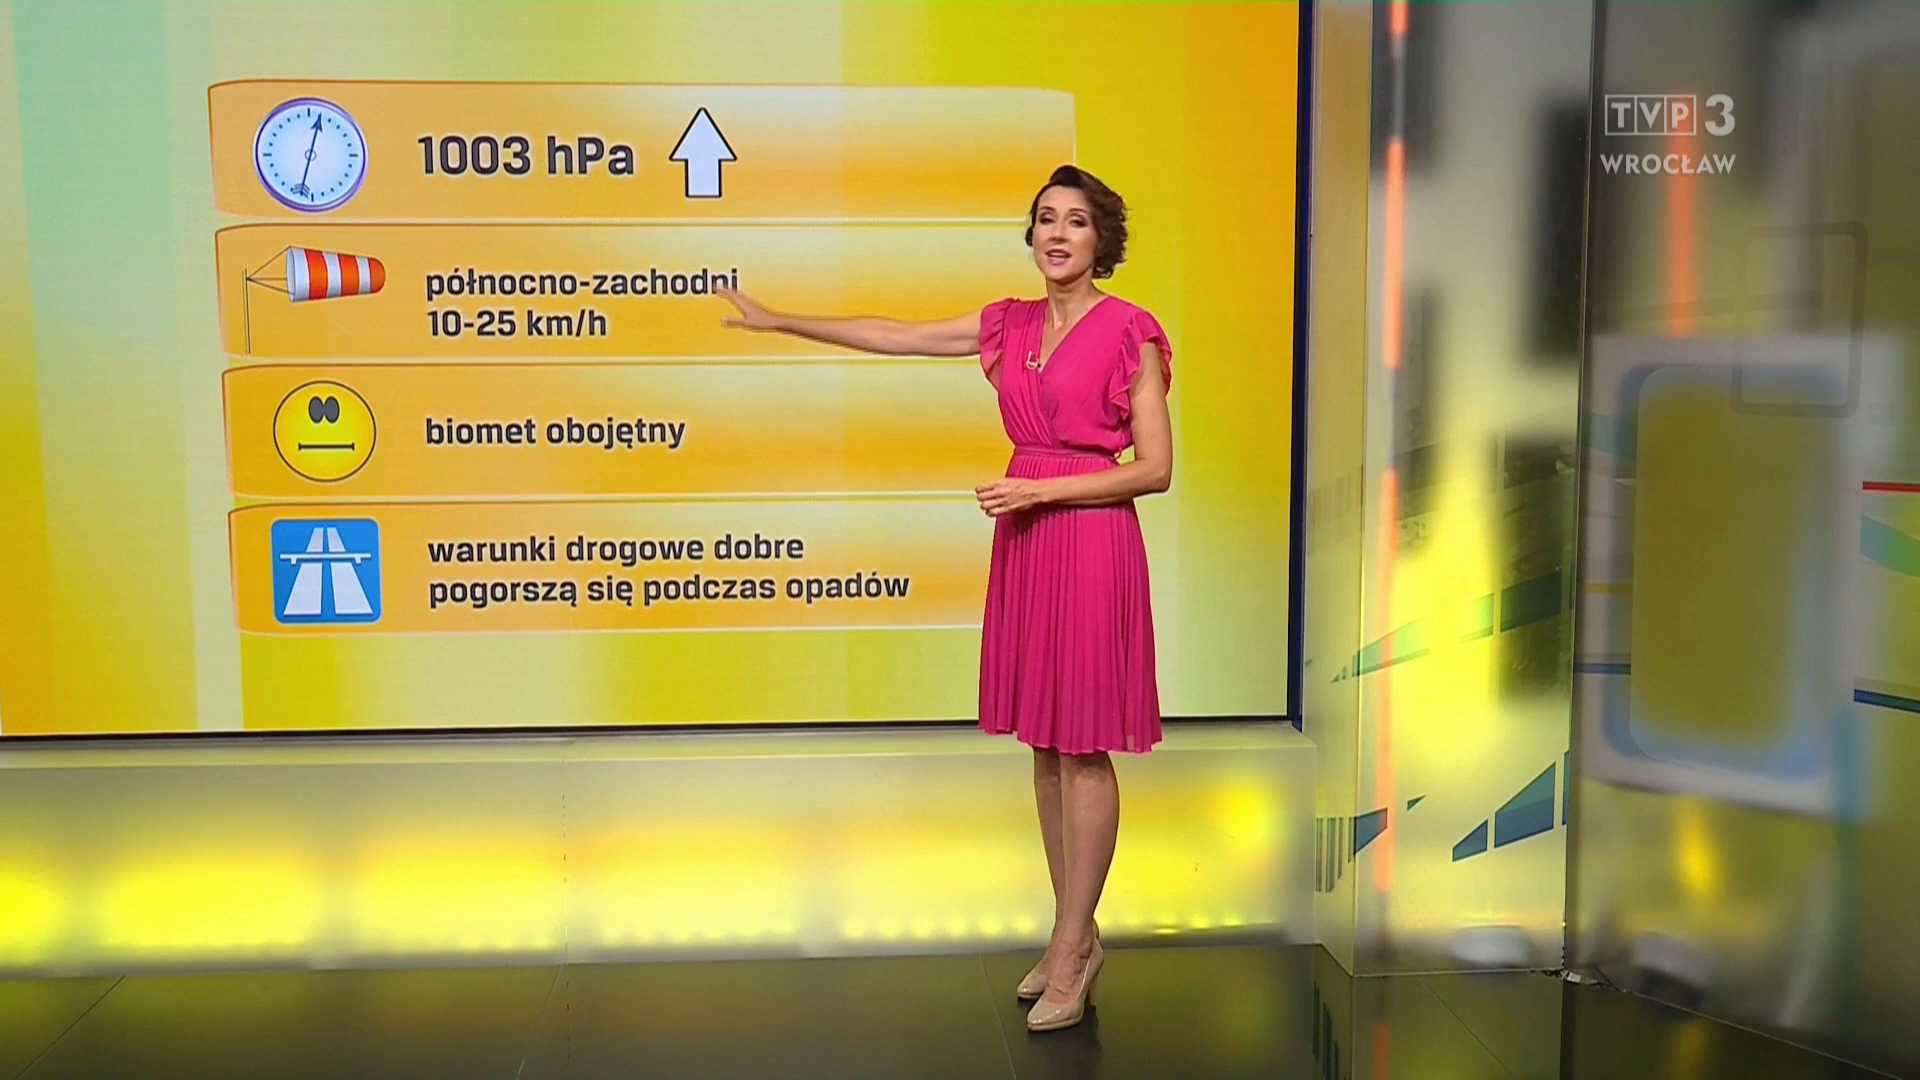 1003 hPa
północno-zachodni
10-25 km/h
biomet obojętny
warunki drogowe dobre
pogorszą się podczas opadów
TVP3
WROCŁAW